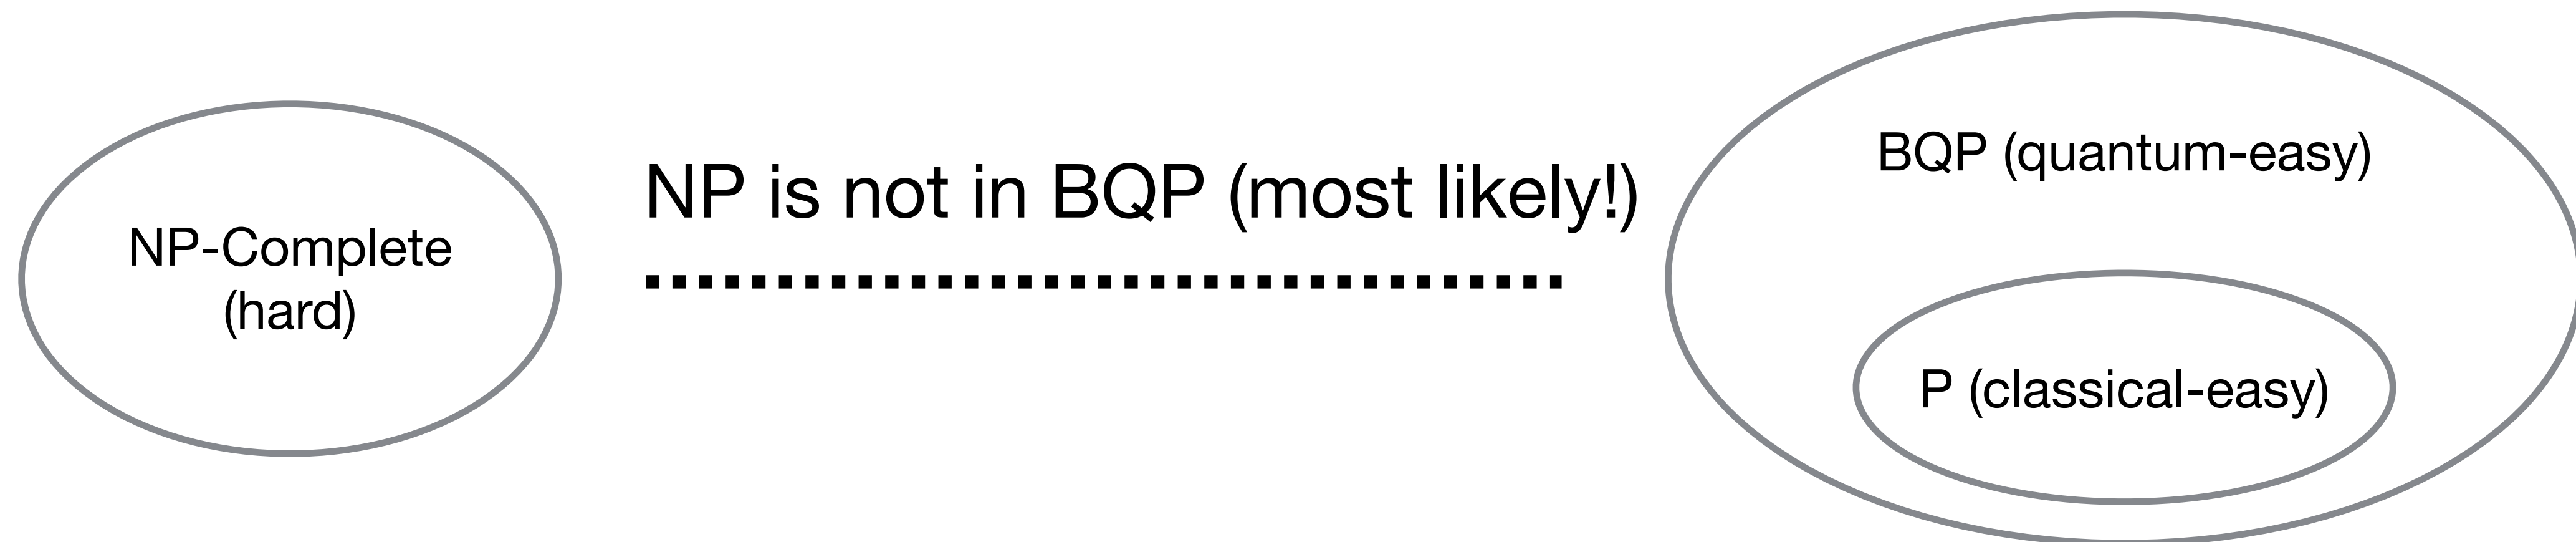 NP-Complete
(hard)
NP is not in BQP (most likely!)
BQP (quantum-easy)
P (classical-easy)